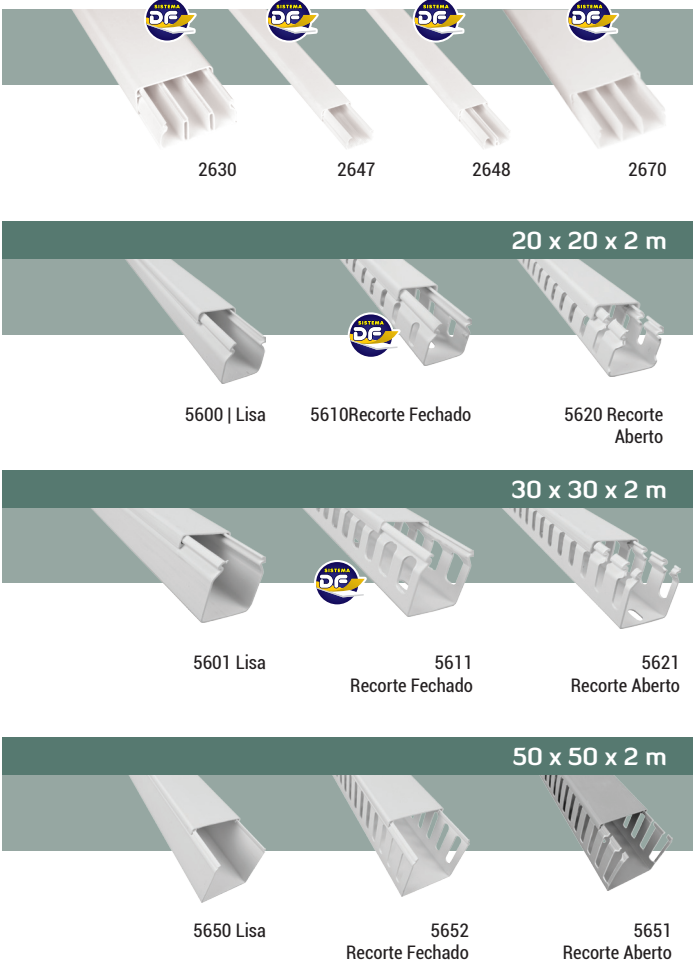 SISTEMA
DF
SISTEMA
DF
SISTEMA
DF
SISTEMA
DF
2630
2647
2648
2670
20 x 20 x 2 m
SISTEMA
DF
5600 | Lisa
5610Recorte Fechado
5620 Recorte
Aberto
30 x 30 x 2 m
SISTEMA
DF
5601 Lisa
5611
Recorte Fechado
5621
Recorte Aberto
50 x 50 x 2 m
5650 Lisa
5652
Recorte Fechado
5651
Recorte Aberto